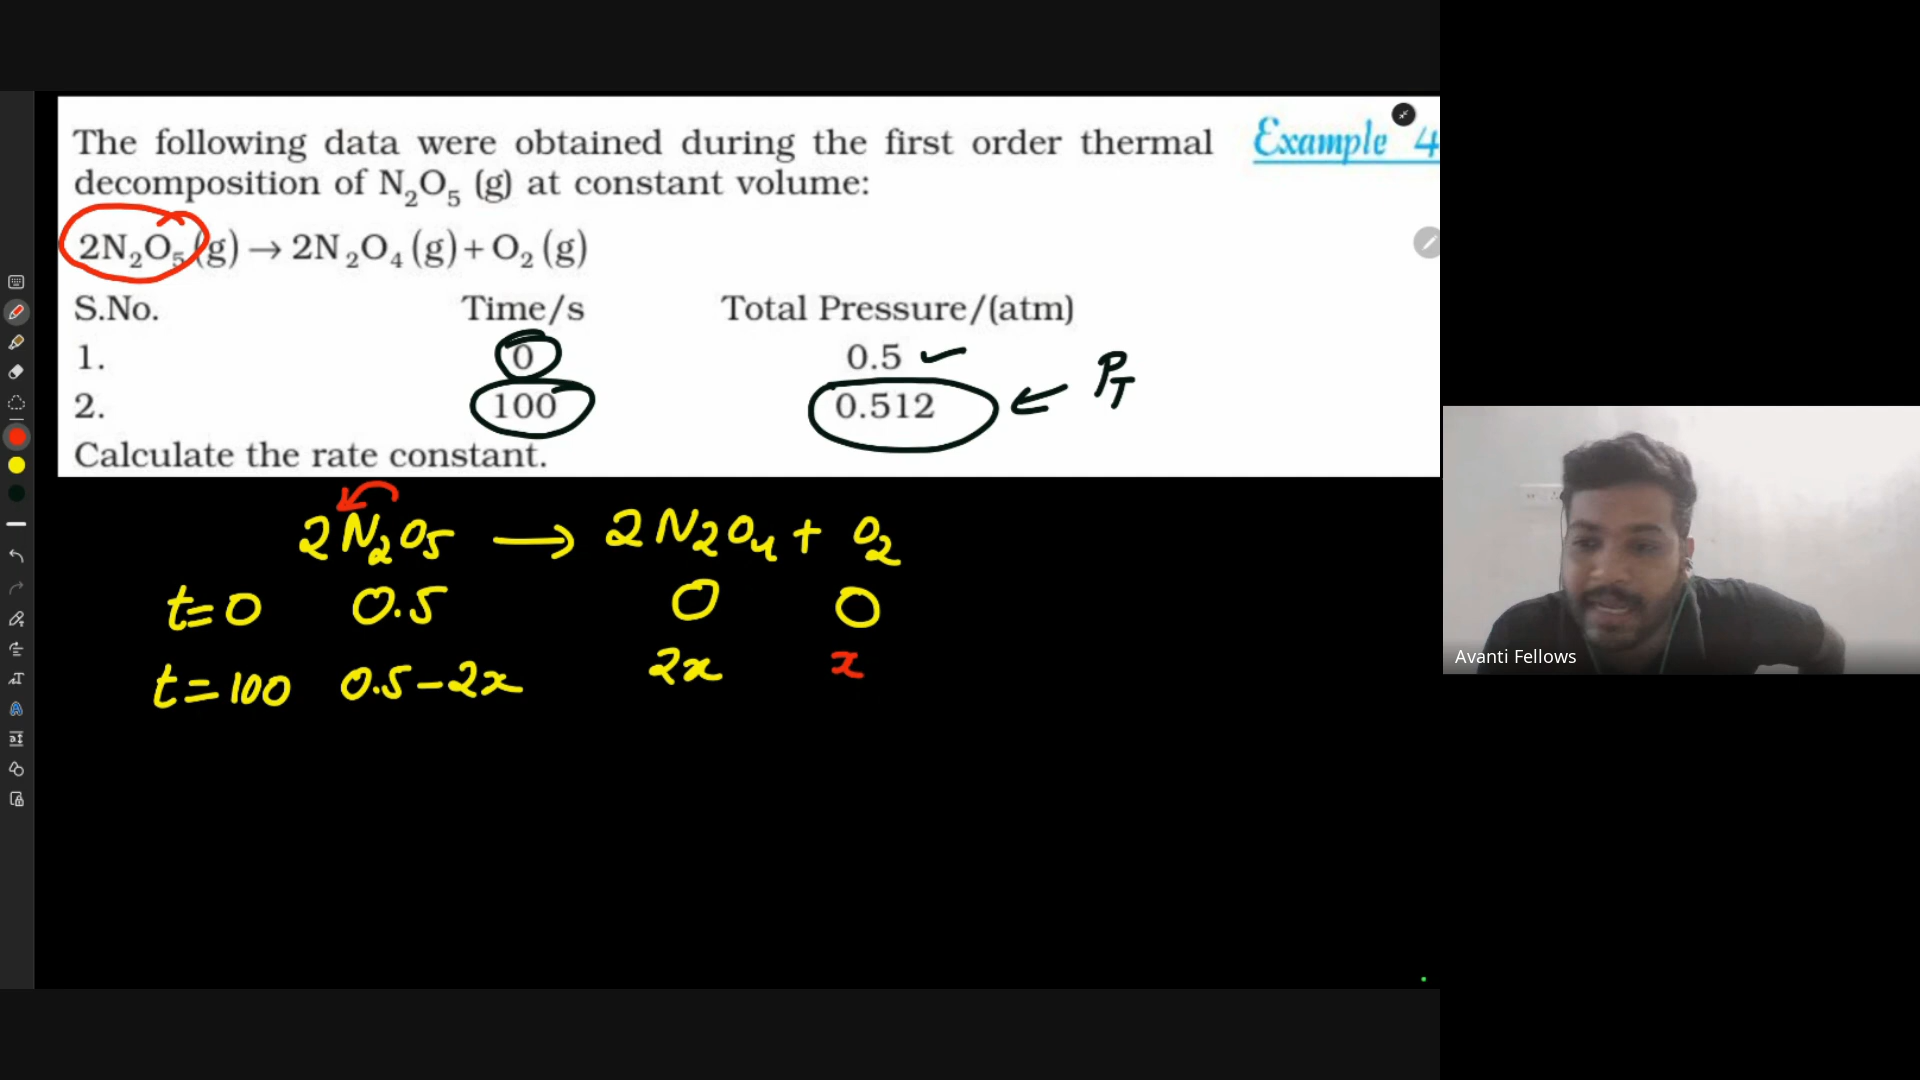 The following data were obtained during the first order thermal
Example 4
decomposition of N₂O₅ (g) at constant volume:
2N₂O₅ (g) → 2N₂O₄ (g) + O₂ (g)
S.No. Time/s Total Pressure/(atm)
1. 0 0.5 ✓
2. 100 0.512 ← P_T
Calculate the rate constant.
2N₂O₅ → 2N₂O₄ + O₂
t=0 0.5 0 0
t=100 0.5-2x 2x x
Avanti Fellows